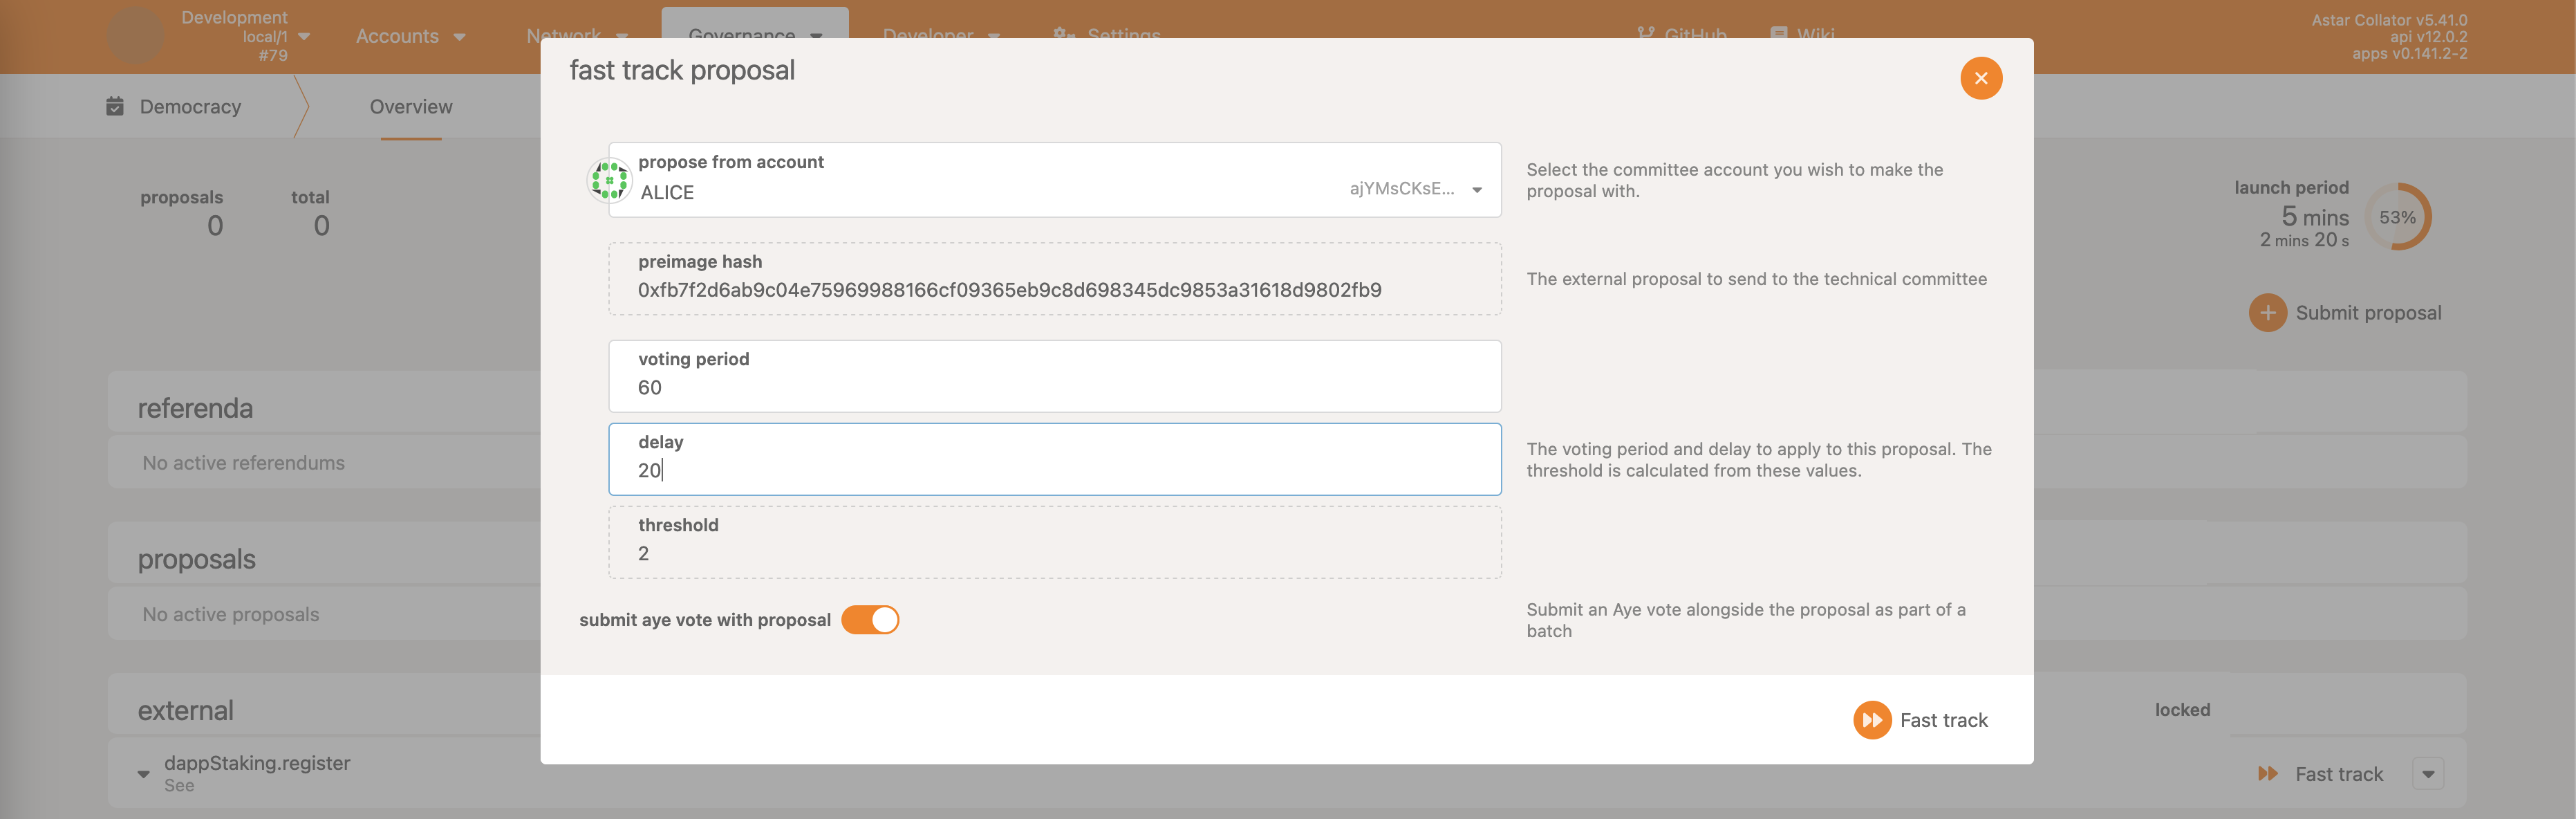 Development
local/1
#79
Accounts
Network
Governance
Developer
Settings
GitHub
Wiki
Astar Collator v5.41.0
api v12.0.2
apps v0.141.2-2
Democracy
Overview
fast track proposal
proposals
0
total
0
launch period
5 mins
2 mins 20 s
53%
Submit proposal
propose from account
ALICE
ajYMsCKsE...
Select the committee account you wish to make the
proposal with.
preimage hash
0xfb7f2d6ab9c04e75969988166cf09365eb9c8d698345dc9853a31618d9802fb9
The external proposal to send to the technical committee
voting period
60
delay
20
The voting period and delay to apply to this proposal. The
threshold is calculated from these values.
threshold
2
submit aye vote with proposal
Submit an Aye vote alongside the proposal as part of a
batch
Fast track
referenda
No active referendums
proposals
No active proposals
external
locked
dappStaking.register
See
Fast track